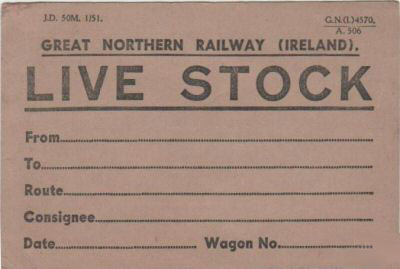 J.D. 50M. 1/51.
G.N.(I.)4570.
A. 506
GREAT NORTHERN RAILWAY (IRELAND).
LIVE STOCK
From
To
Route
Consignee
Date Wagon No.